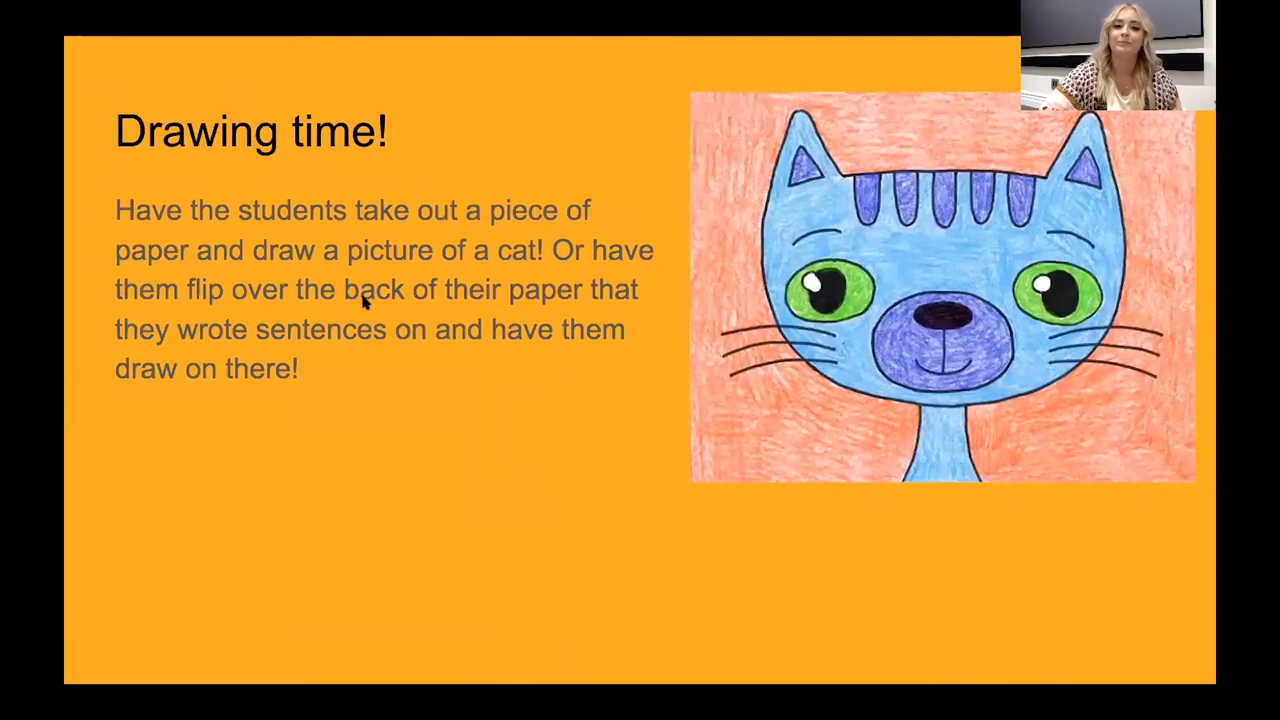 Drawing time!
Have the students take out a piece of
paper and draw a picture of a cat! Or have
them flip over the back of their paper that
they wrote sentences on and have them
draw on there!